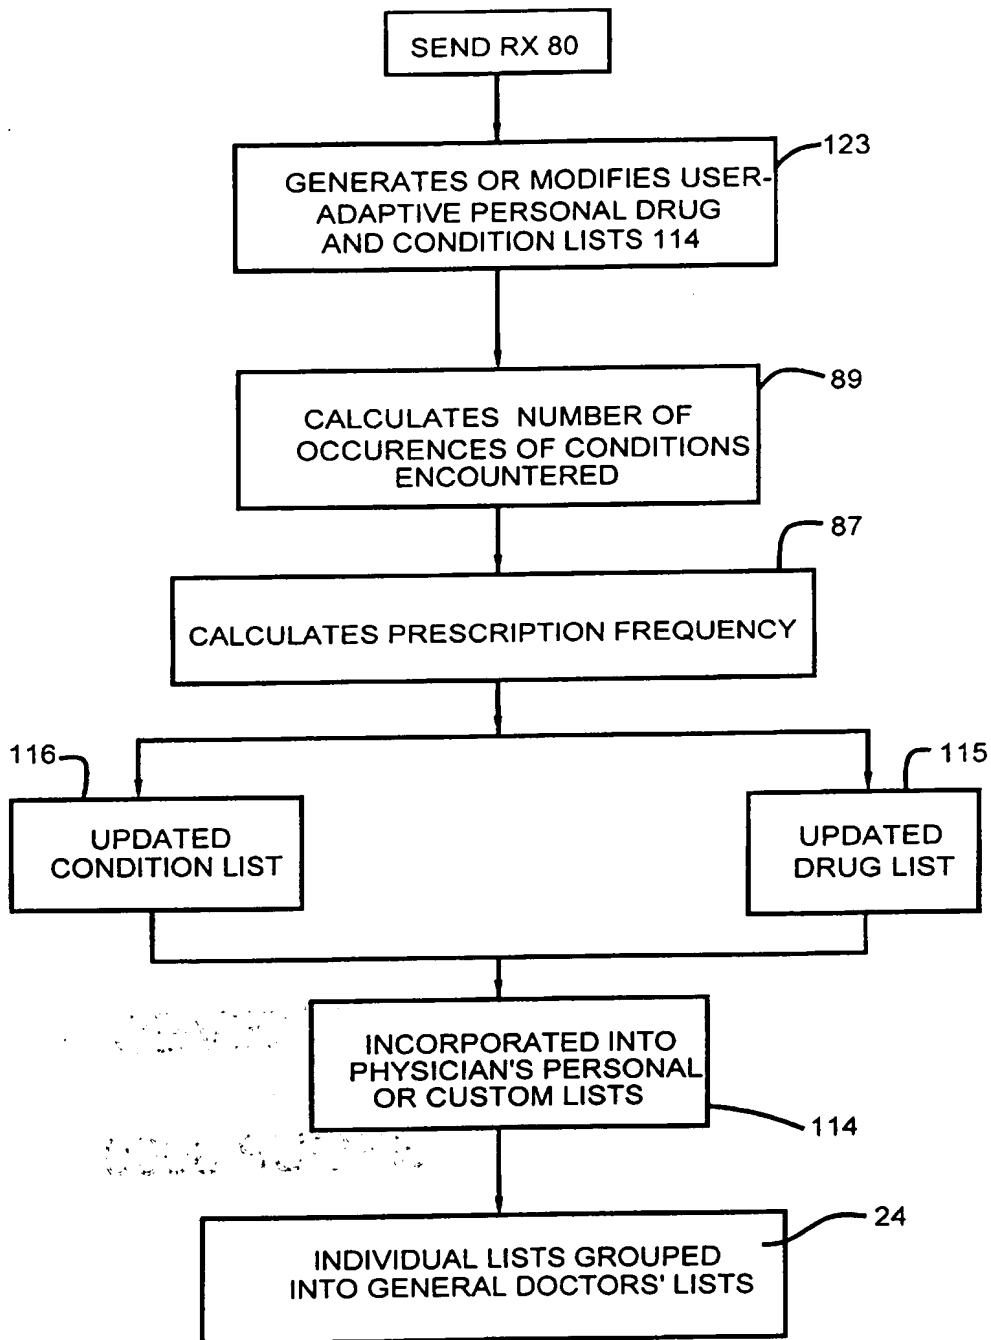 SEND RX 80
123
GENERATES OR MODIFIES USER-
ADAPTIVE PERSONAL DRUG
AND CONDITION LISTS 114
89
CALCULATES NUMBER OF
OCCURENCES OF CONDITIONS
ENCOUNTERED
87
CALCULATES PRESCRIPTION FREQUENCY
116
UPDATED
CONDITION LIST
115
UPDATED
DRUG LIST
INCORPORATED INTO
PHYSICIAN'S PERSONAL
OR CUSTOM LISTS
114
24
INDIVIDUAL LISTS GROUPED
INTO GENERAL DOCTORS' LISTS